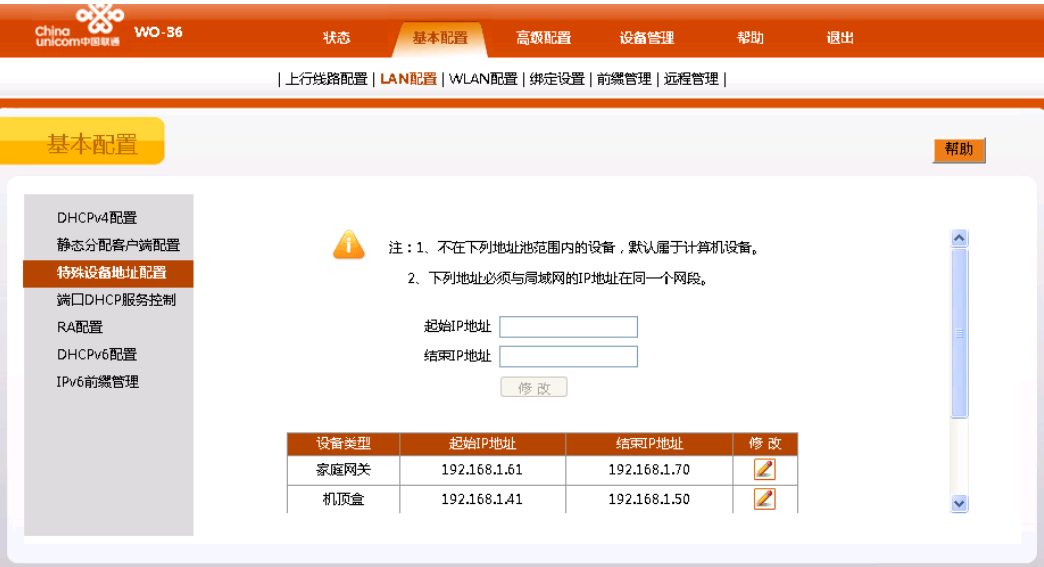 China
unicom中国联通
WO-36
状态 基本配置 高级配置 设备管理 帮助 退出
| 上行线路配置 | LAN配置 | WLAN配置 | 绑定设置 | 前缀管理 | 远程管理 |
基本配置
帮助
DHCPv4配置
静态分配客户端配置
特殊设备地址配置
端口DHCP服务控制
RA配置
DHCPv6配置
IPv6前缀管理
注：1、不在下列地址池范围内的设备，默认属于计算机设备。
2、下列地址必须与局域网的IP地址在同一个网段。
起始IP地址
结束IP地址
修 改
设备类型 起始IP地址 结束IP地址 修 改
家庭网关 192.168.1.61 192.168.1.70
机顶盒 192.168.1.41 192.168.1.50